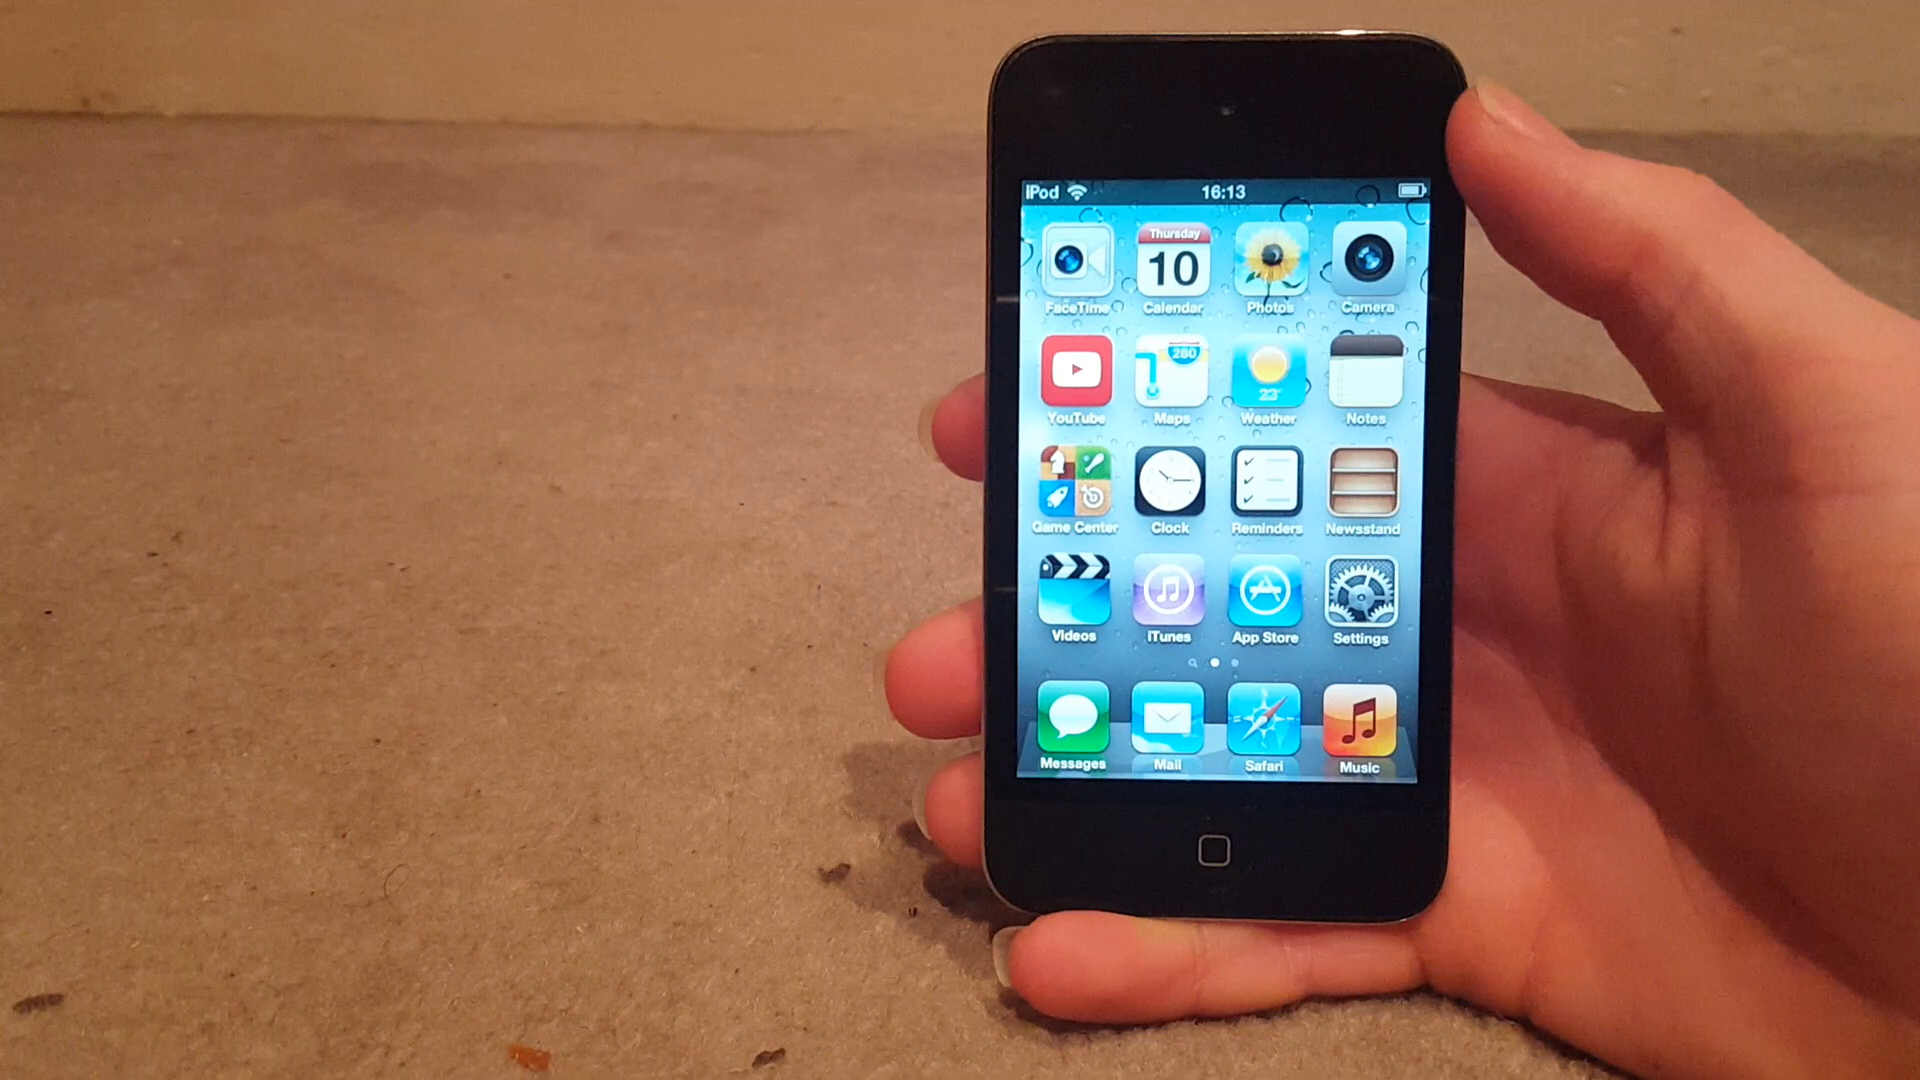 iPod 16:13
Thursday
10
FaceTime Calendar Photos Camera
280
23°
YouTube Maps Weather Notes
Game Center Clock Reminders Newsstand
Videos iTunes App Store Settings
Messages Mail Safari Music